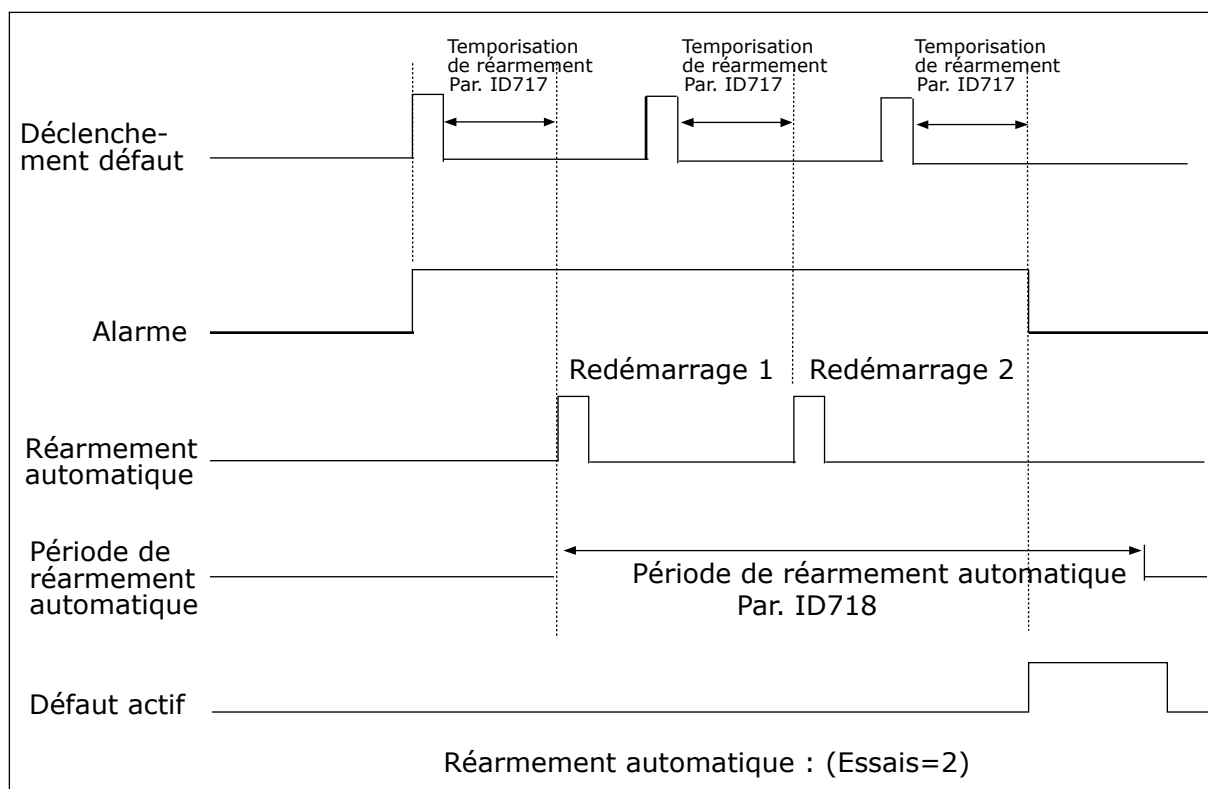 Temporisation
de réarmement
Par. ID717
Temporisation
de réarmement
Par. ID717
Temporisation
de réarmement
Par. ID717
Déclenche-
ment défaut
Alarme
Redémarrage 1
Redémarrage 2
Réarmement
automatique
Période de
réarmement
automatique
Période de réarmement automatique
Par. ID718
Défaut actif
Réarmement automatique : (Essais=2)